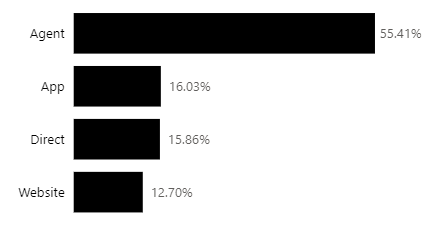 Agent 55.41%
App 16.03%
Direct 15.86%
Website 12.70%